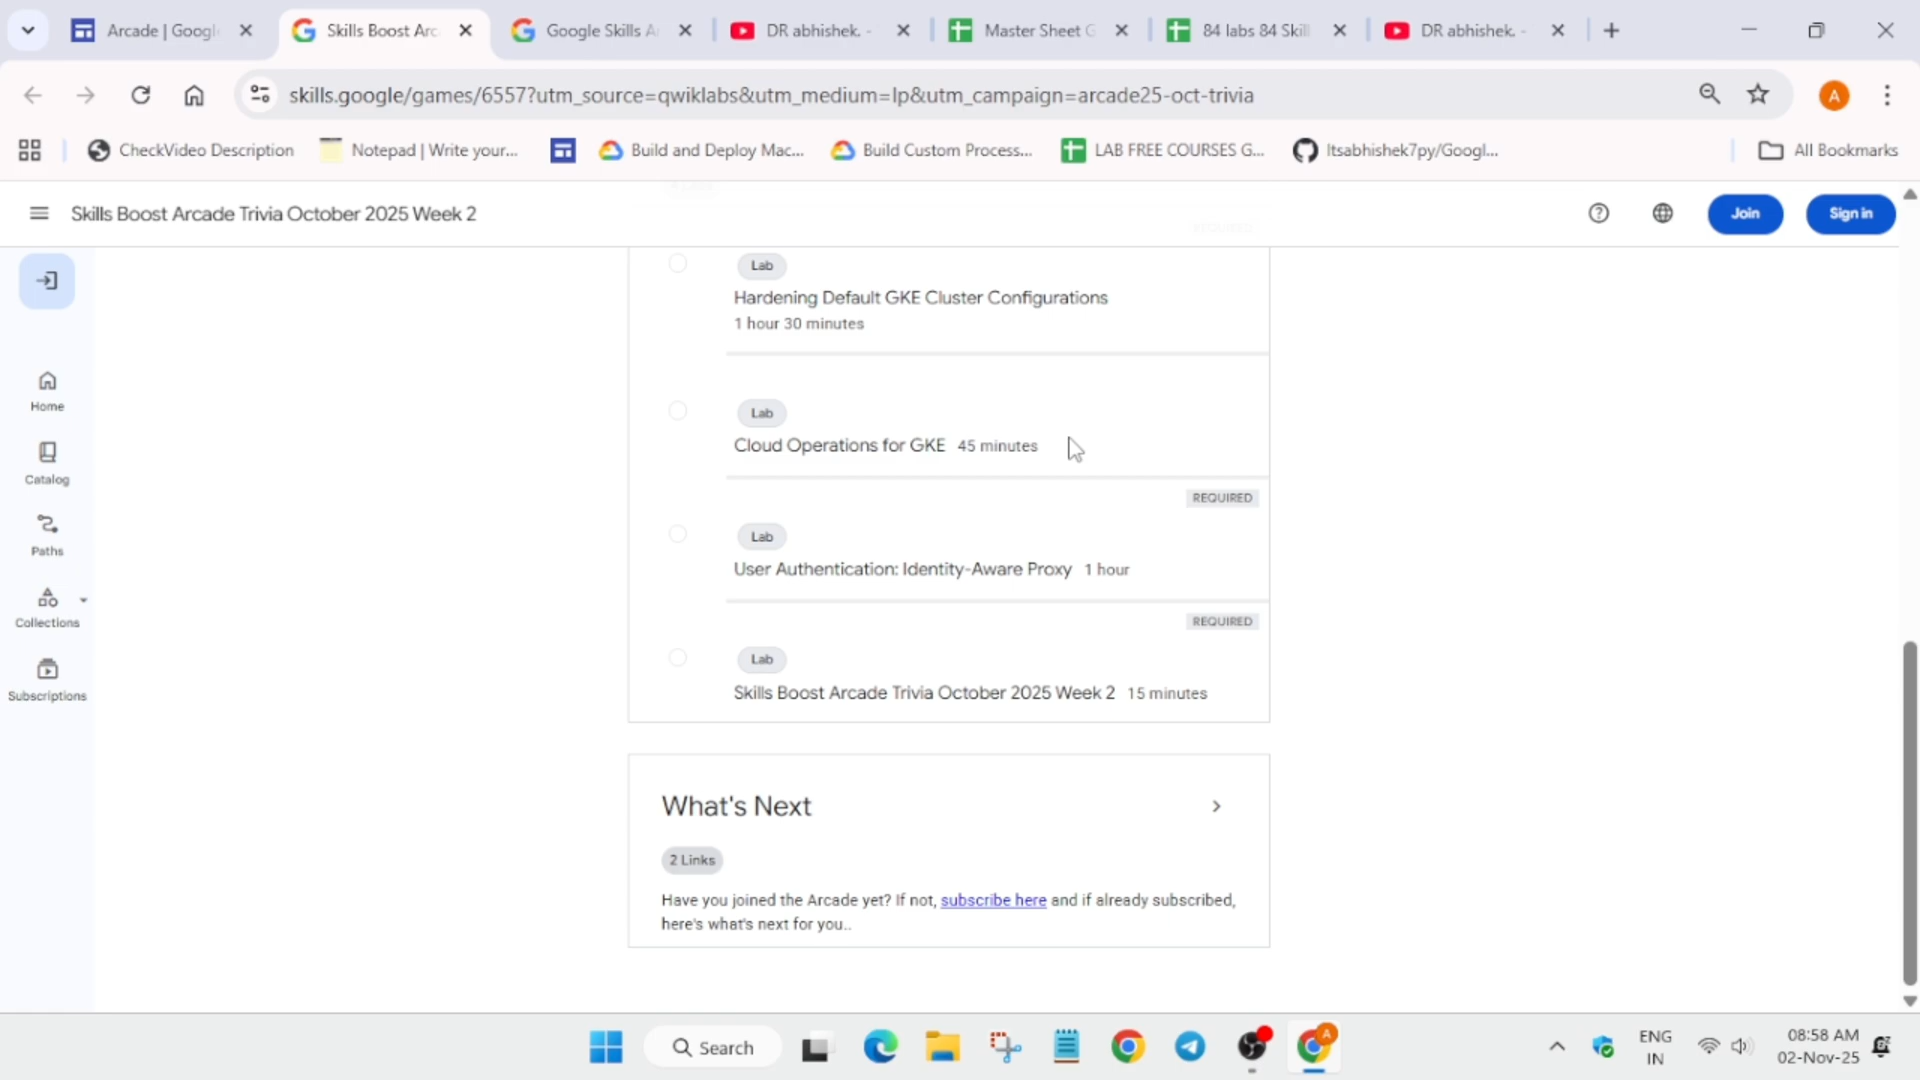 Arcade | Googl
Skills Boost Arc
Google Skills A
DR abhishek. -
Master Sheet G
84 labs 84 Skill
DR abhishek. -
skills.google/games/6557?utm_source=qwiklabs&utm_medium=lp&utm_campaign=arcade25-oct-trivia
A
CheckVideo Description
Notepad | Write your...
Build and Deploy Mac...
Build Custom Process...
LAB FREE COURSES G...
Itsabhishek7py/Googl...
All Bookmarks
Skills Boost Arcade Trivia October 2025 Week 2
Join
Sign in
Home
Catalog
Paths
Collections
Subscriptions
Lab
Hardening Default GKE Cluster Configurations
1 hour 30 minutes
Lab
Cloud Operations for GKE 45 minutes
REQUIRED
Lab
User Authentication: Identity-Aware Proxy 1 hour
REQUIRED
Lab
Skills Boost Arcade Trivia October 2025 Week 2 15 minutes
What's Next
2 Links
Have you joined the Arcade yet? If not, subscribe here and if already subscribed,
here's what's next for you..
Search
A
ENG
IN
08:58 AM
02-Nov-25